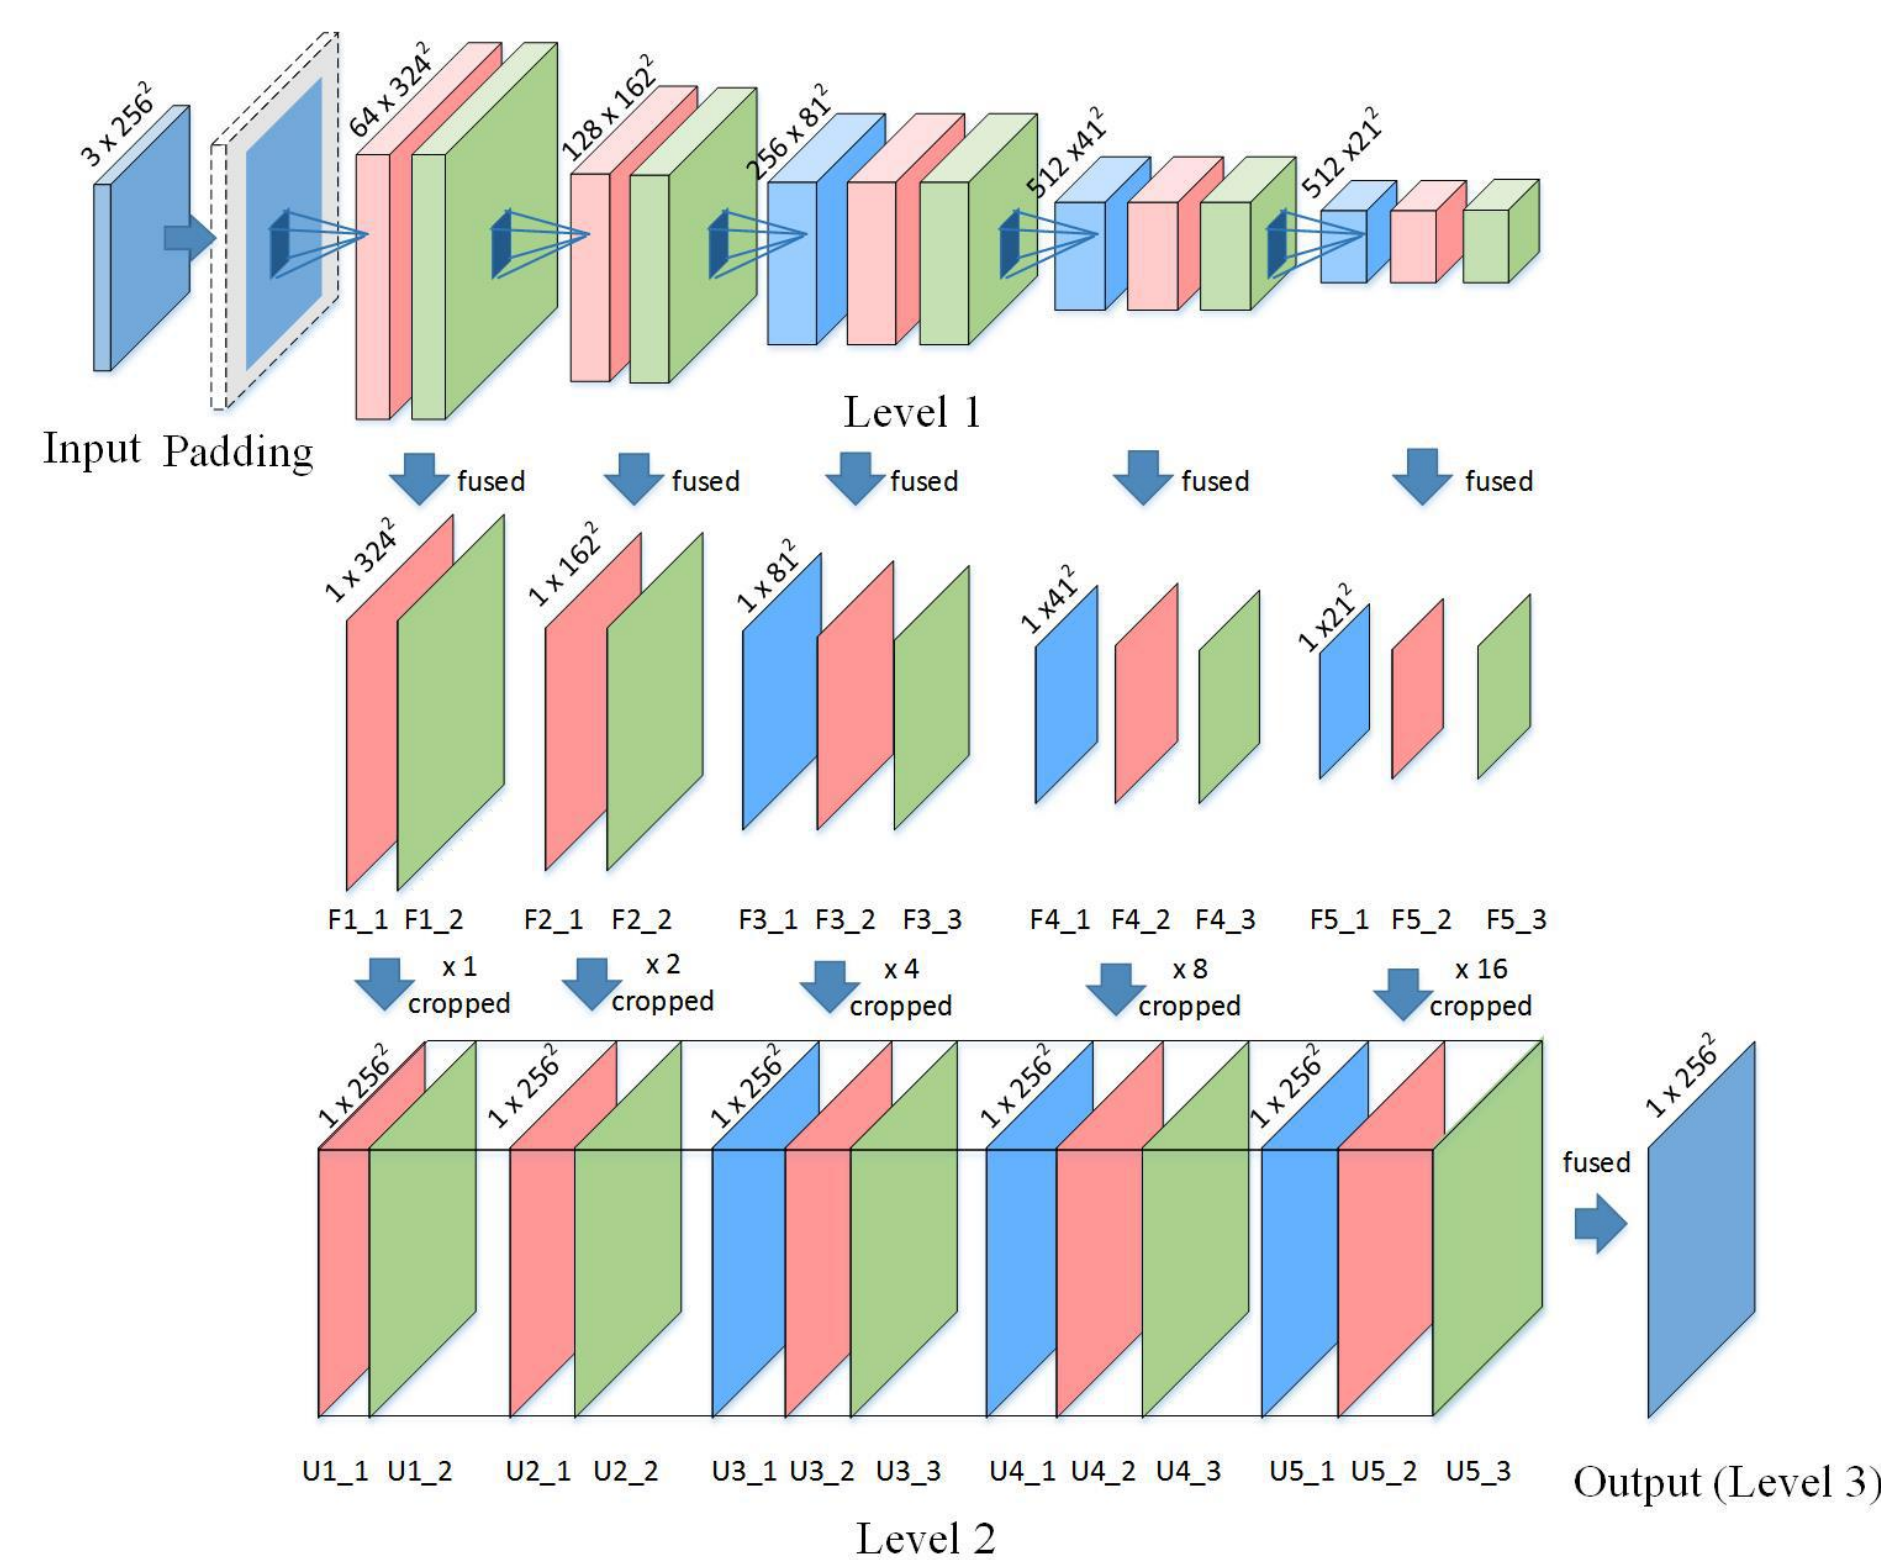 3 x 256²
64 x 324²
128 x 162²
256 x 81²
512 x41²
512 x21²
Input
Padding
Level 1
fused
fused
fused
fused
fused
1 x 324²
1 x 162²
1 x 81²
1 x41²
1 x21²
F1_1 F1_2 F2_1 F2_2 F3_1 F3_2 F3_3 F4_1 F4_2 F4_3 F5_1 F5_2 F5_3
x 1
cropped
x 2
cropped
x 4
cropped
x 8
cropped
x 16
cropped
1 x 256²
1 x 256²
1 x 256²
1 x 256²
1 x 256²
1 x 256²
fused
U1_1 U1_2 U2_1 U2_2 U3_1 U3_2 U3_3 U4_1 U4_2 U4_3 U5_1 U5_2 U5_3
Output (Level 3)
Level 2